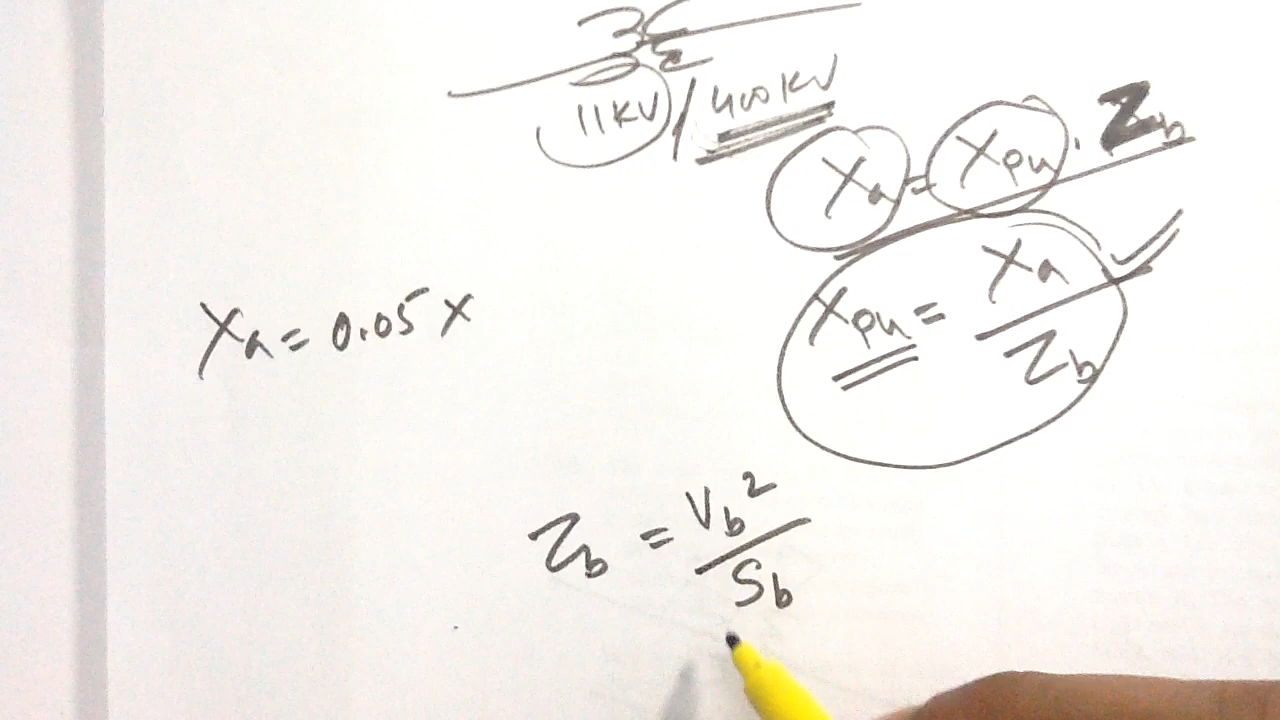 11KV / 400KV
Xa = Xpu . Zb
Xpu = Xa / Zb
Xa = 0.05 x
Zb = Vb² / Sb